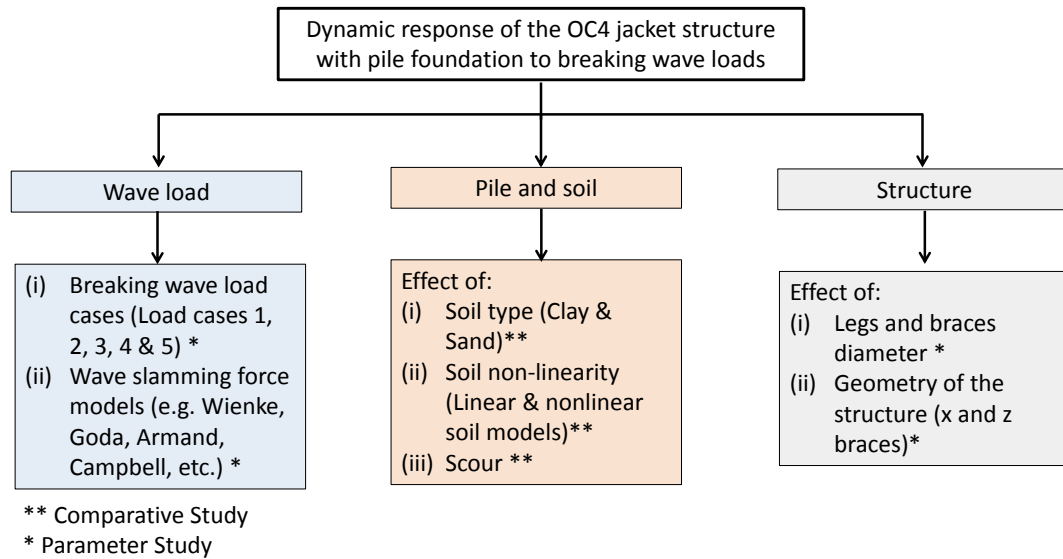 Dynamic response of the OC4 jacket structure
with pile foundation to breaking wave loads
Wave load
(i) Breaking wave load
cases (Load cases 1,
2, 3, 4 & 5) *
(ii) Wave slamming force
models (e.g. Wienke,
Goda, Armand,
Campbell, etc.) *
Pile and soil
Effect of:
(i) Soil type (Clay &
Sand)**
(ii) Soil non-linearity
(Linear & nonlinear
soil models)**
(iii) Scour **
Structure
Effect of:
(i) Legs and braces
diameter *
(ii) Geometry of the
structure (x and z
braces)*
** Comparative Study
* Parameter Study